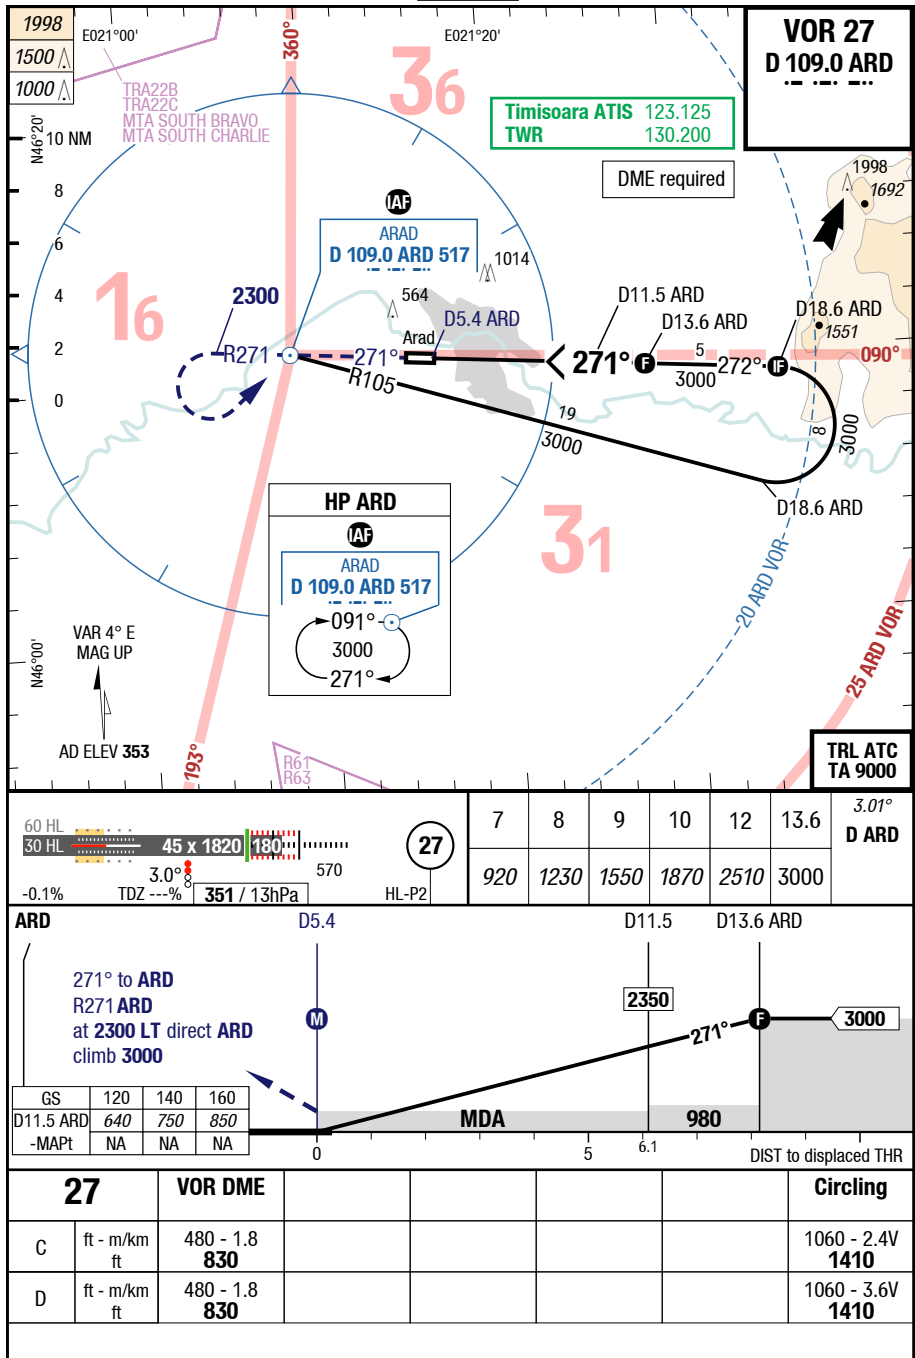 1998
1500
1000
E021°00'
360°
E021°20'
VOR 27
D 109.0 ARD
TRA22B
TRA22C
MTA SOUTH BRAVO
MTA SOUTH CHARLIE
36
Timisoara ATIS 123.125
TWR 130.200
N46°20'
10 NM
8
6
4
2
0
DME required
1998
1692
IAF
ARAD
D 109.0 ARD 517
1014
564
16
2300
D11.5 ARD
D5.4 ARD
D13.6 ARD
D18.6 ARD
1551
Arad
R271
271°
271°
F
5
3000
272°
IF
090°
R105
19
3000
8
3000
D18.6 ARD
31
HP ARD
IAF
ARAD
D 109.0 ARD 517
091°
3000
271°
20 ARD VOR
25 ARD VOR
N46°00'
VAR 4° E
MAG UP
AD ELEV 353
193°
R61
R63
TRL ATC
TA 9000
60 HL
30 HL
45 x 1820 180
3.0°
570
-0.1%
TDZ ---%
351 / 13hPa
HL-P2
27
7 8 9 10 12 13.6 3.01°
D ARD
920 1230 1550 1870 2510 3000
ARD
D5.4
D11.5
D13.6 ARD
271° to ARD
R271 ARD
at 2300 LT direct ARD
climb 3000
M
2350
271°
F
3000
GS 120 140 160
D11.5 ARD 640 750 850
-MAPt NA NA NA
MDA
980
0
5
6.1
DIST to displaced THR
27 VOR DME Circling
C ft - m/km 480 - 1.8 1060 - 2.4V
ft 830 1410
D ft - m/km 480 - 1.8 1060 - 3.6V
ft 830 1410